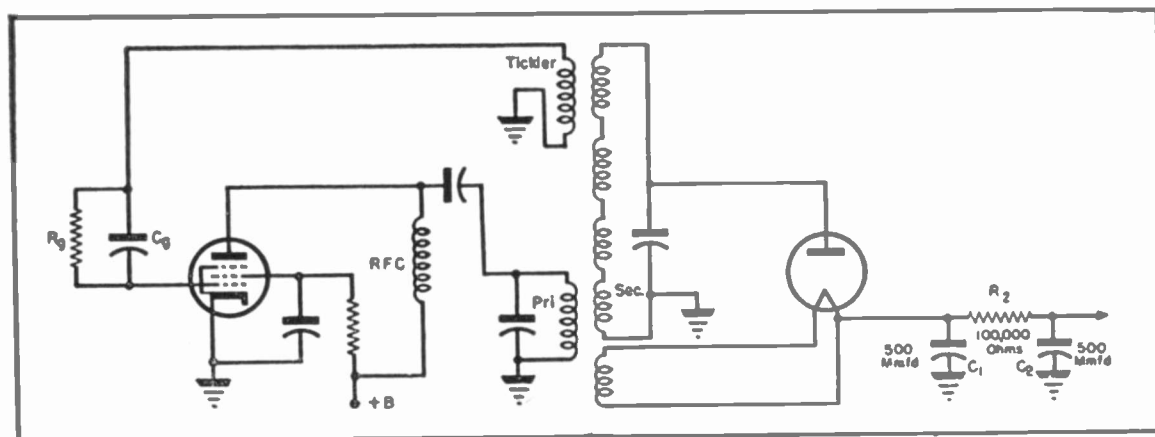 Tickler
Rg
Cg
RFC
Pri
Sec.
+B
R2
100,000
Ohms
500
Mmfd
C1
C2
500
Mmfd